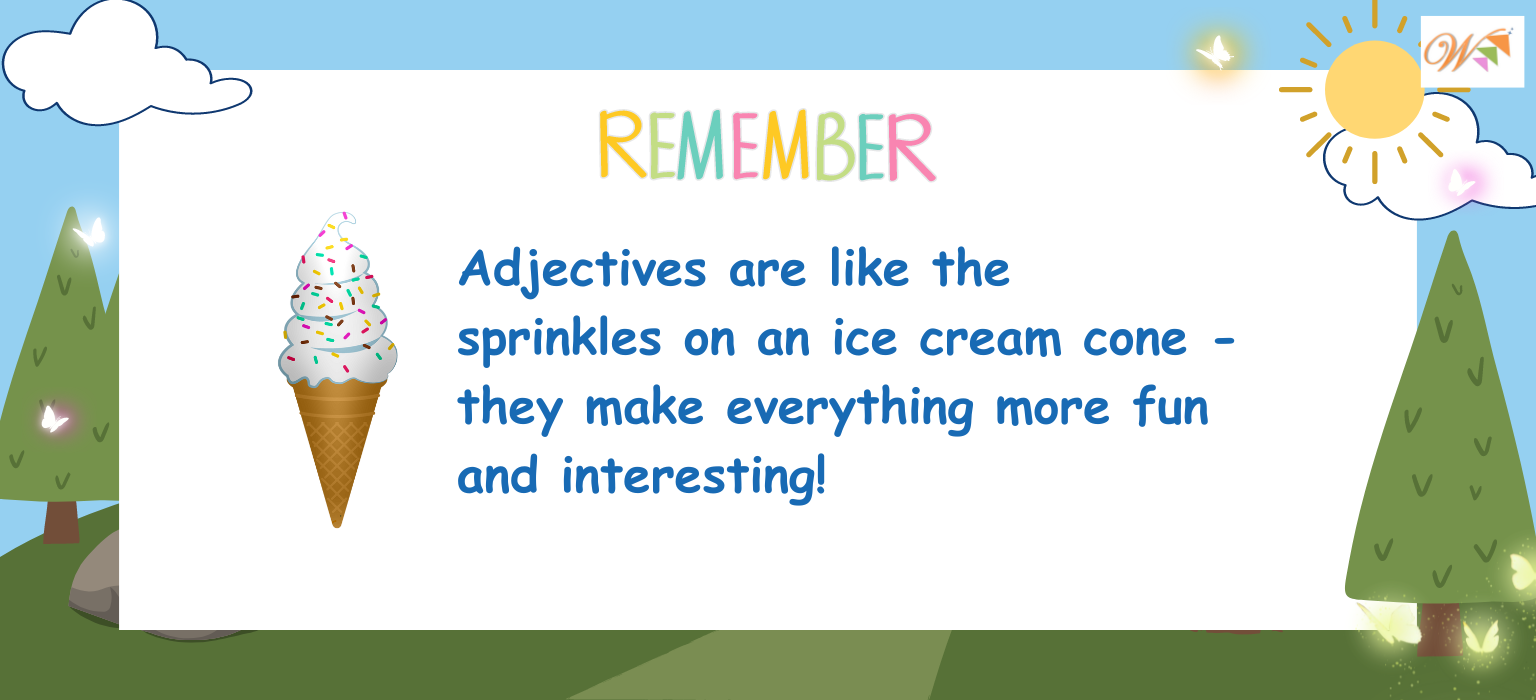 REMEMBER
Adjectives are like the
sprinkles on an ice cream cone -
they make everything more fun
and interesting!
W